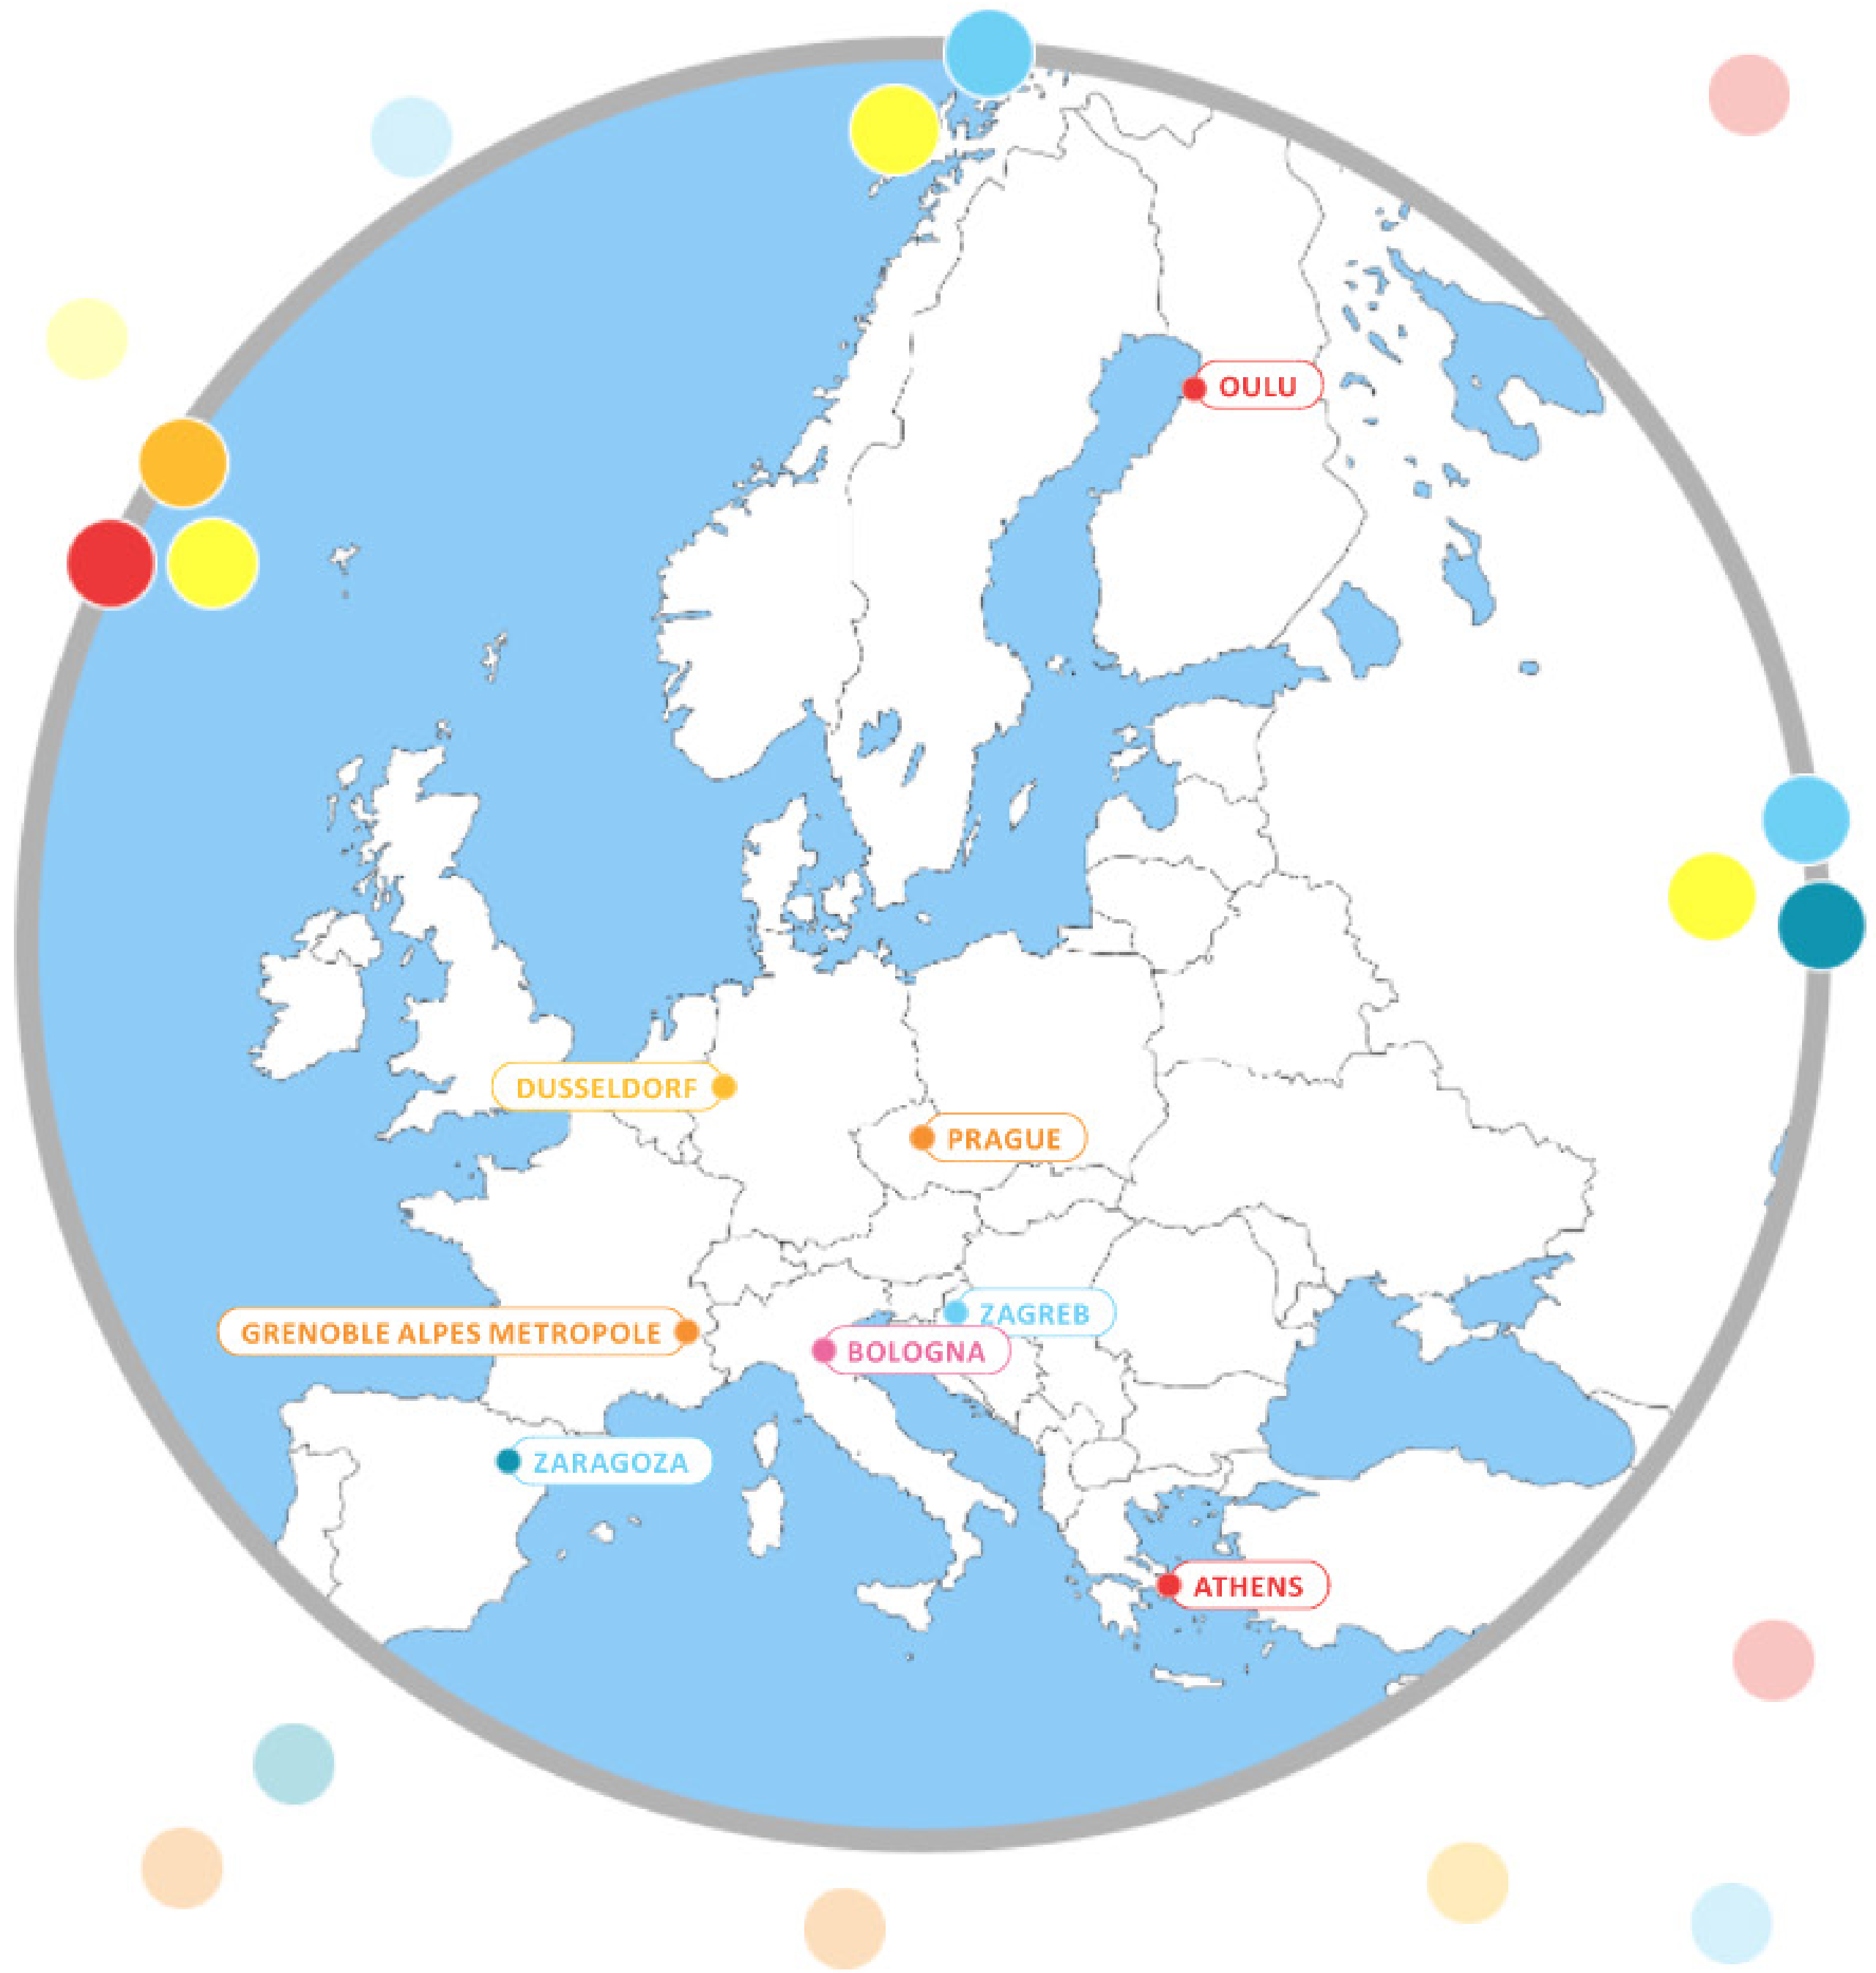 OULU
DUSSELDORF
PRAGUE
ZAGREB
GRENOBLE ALPES METROPOLE
BOLOGNA
ZARAGOZA
ATHENS